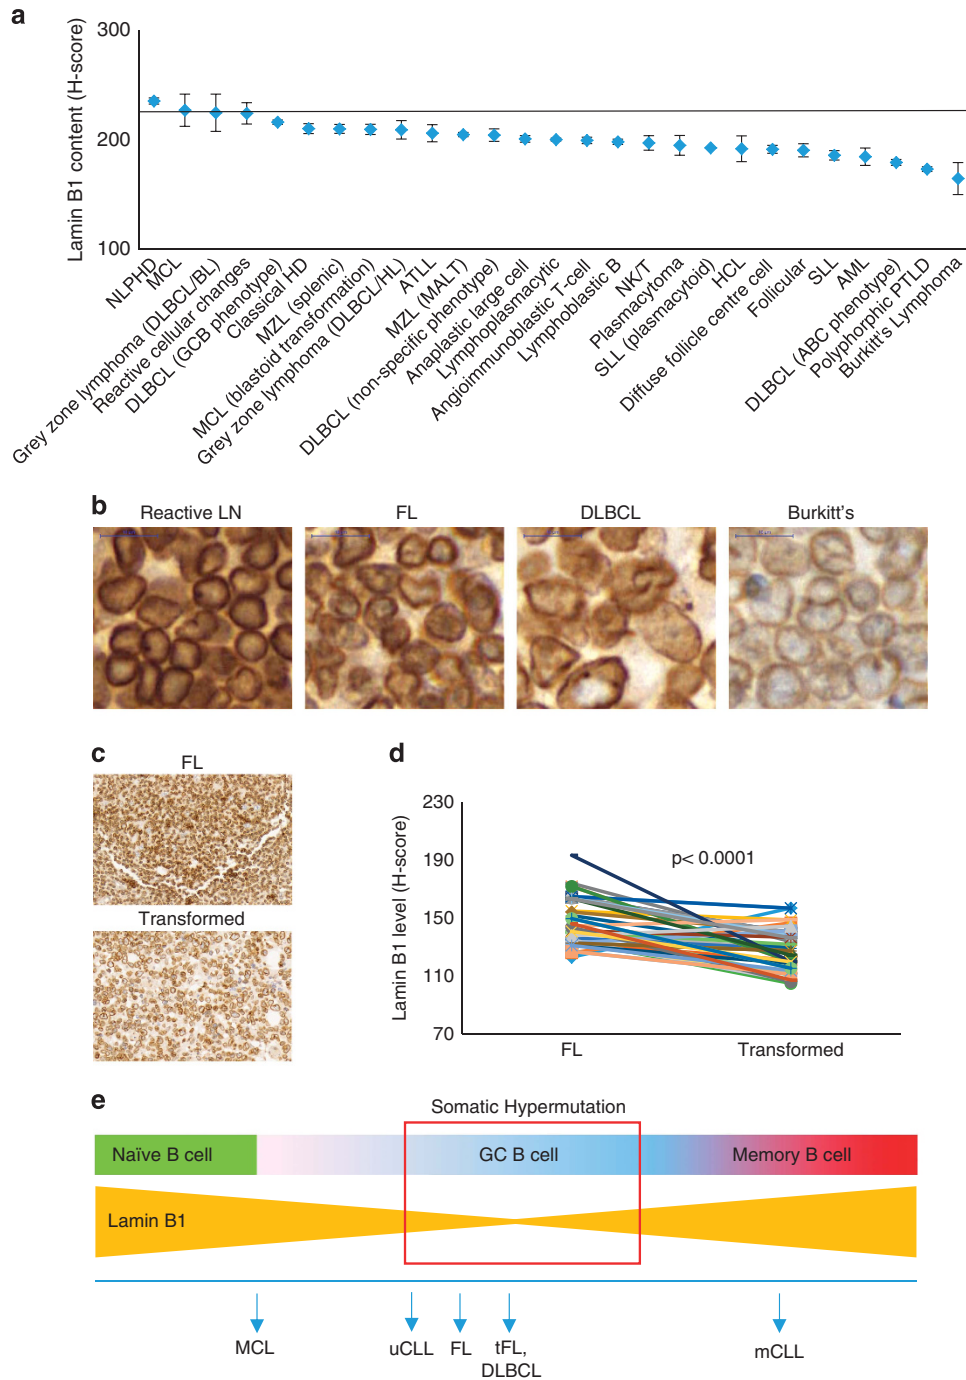 a
Lamin B1 content (H-score)
300
200
100
NLPHD
MCL
Grey zone lymphoma (DLBCL/BL)
Reactive cellular changes
DLBCL (GCB phenotype)
Classical HD
MZL (splenic)
MCL (blastoid transformation)
Grey zone lymphoma (DLBCL/HL)
ATLL
MZL (MALT)
DLBCL (non-specific phenotype)
Anaplastic large cell
Lymphoplasmacytic
Angioimmunoblastic T-cell
Lymphoblastic B
NK/T
Plasmacytoma
SLL (plasmacytoid)
HCL
Diffuse follicle centre cell
Follicular
SLL
AML
DLBCL (ABC phenotype)
Polyphorphic PTLD
Burkitt's Lymphoma
b
Reactive LN
FL
DLBCL
Burkitt's
c
FL
Transformed
d
Lamin B1 level (H-score)
230
190
150
110
70
p< 0.0001
FL
Transformed
e
Somatic Hypermutation
Naïve B cell
GC B cell
Memory B cell
Lamin B1
MCL
uCLL
FL
tFL,
DLBCL
mCLL